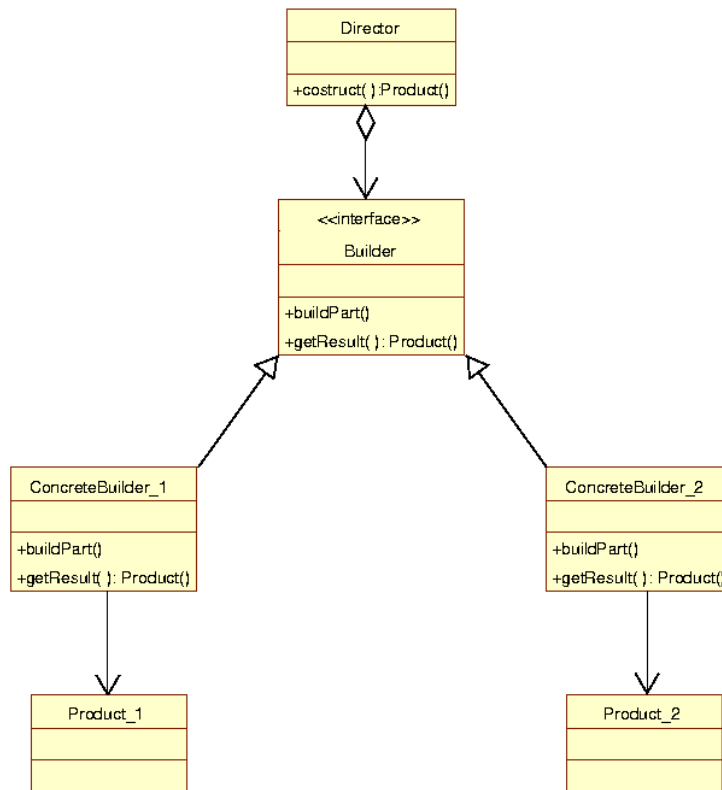 Director
+costruct( ):Product()
<<interface>>
Builder
+buildPart()
+getResult( ): Product()
ConcreteBuilder_1
+buildPart()
+getResult( ): Product()
ConcreteBuilder_2
+buildPart()
+getResult( ): Product()
Product_1
Product_2